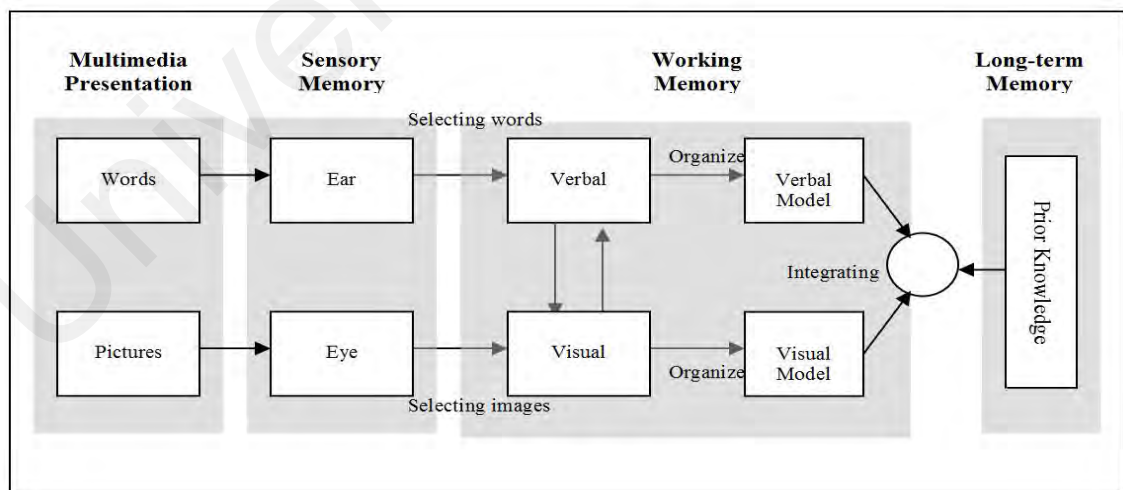 Multimedia
Presentation
Sensory
Memory
Working
Memory
Long-term
Memory
Selecting words
Words
Ear
Verbal
Organize
Verbal
Model
Integrating
Prior Knowledge
Pictures
Eye
Visual
Organize
Visual
Model
Selecting images